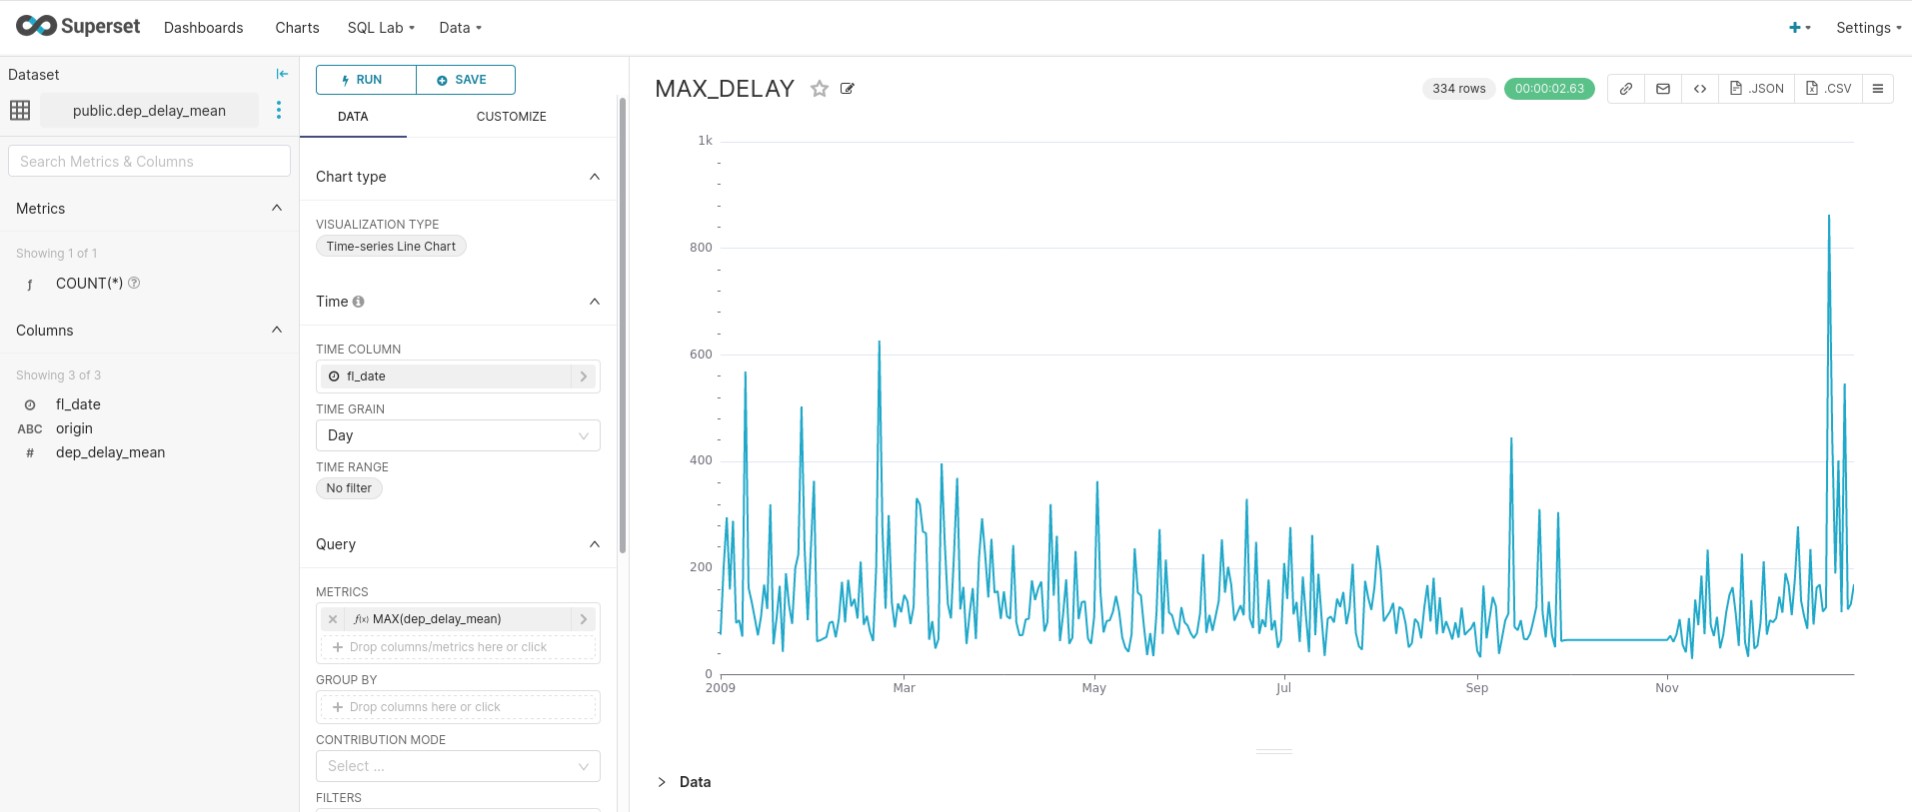 Superset Dashboards Charts SQL Lab Data Settings
Dataset
public.dep_delay_mean
Search Metrics & Columns
Metrics
Showing 1 of 1
ƒ COUNT(*)
Columns
Showing 3 of 3
fl_date
ABC origin
# dep_delay_mean
RUN SAVE
DATA CUSTOMIZE
Chart type
VISUALIZATION TYPE
Time-series Line Chart
Time
TIME COLUMN
fl_date
TIME GRAIN
Day
TIME RANGE
No filter
Query
METRICS
ƒ(x) MAX(dep_delay_mean)
+ Drop columns/metrics here or click
GROUP BY
+ Drop columns here or click
CONTRIBUTION MODE
Select ...
FILTERS
MAX_DELAY 334 rows 00:00:02.63 .JSON .CSV
1k
800
600
400
200
0
2009 Mar May Jul Sep Nov
Data